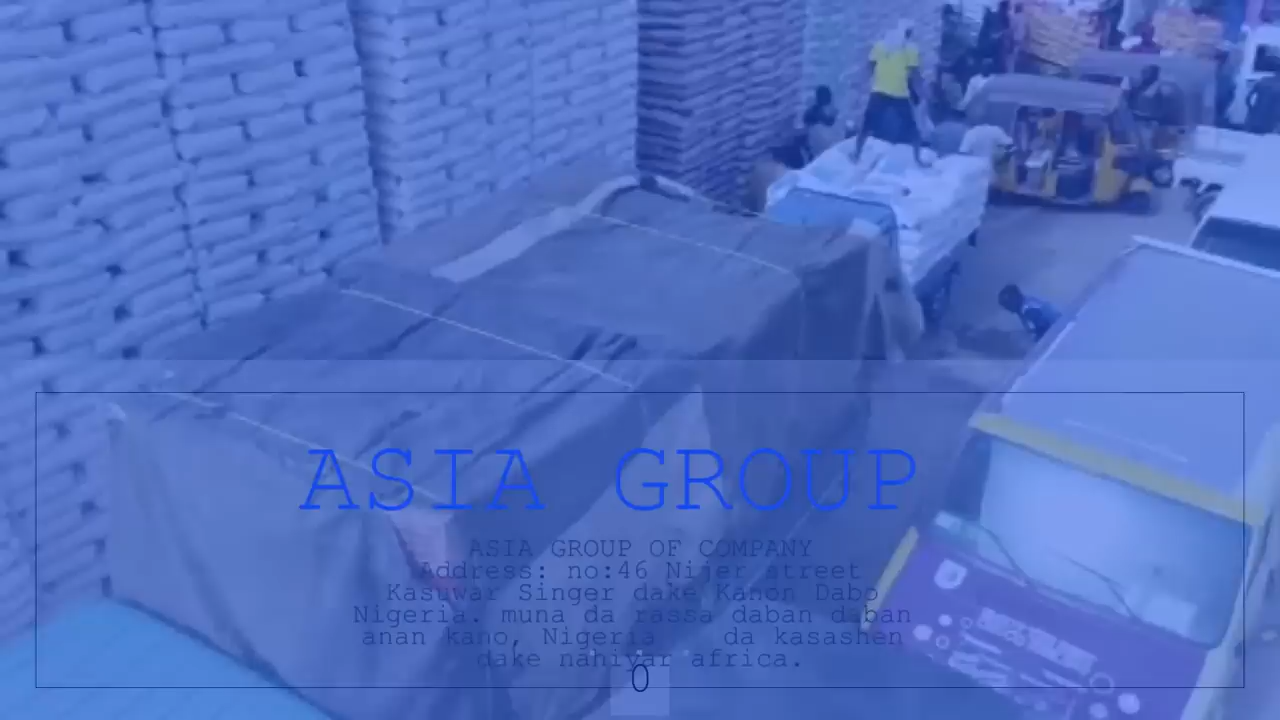 ASIA GROUP
ASIA GROUP OF COMPANY
Address: no:46 Nijer street
Kasuwar Singer dake Kanon Dabo
Nigeria. muna da rassa daban daban
anan kano, Nigeria. da kasashen
dake nahiyar africa.
0